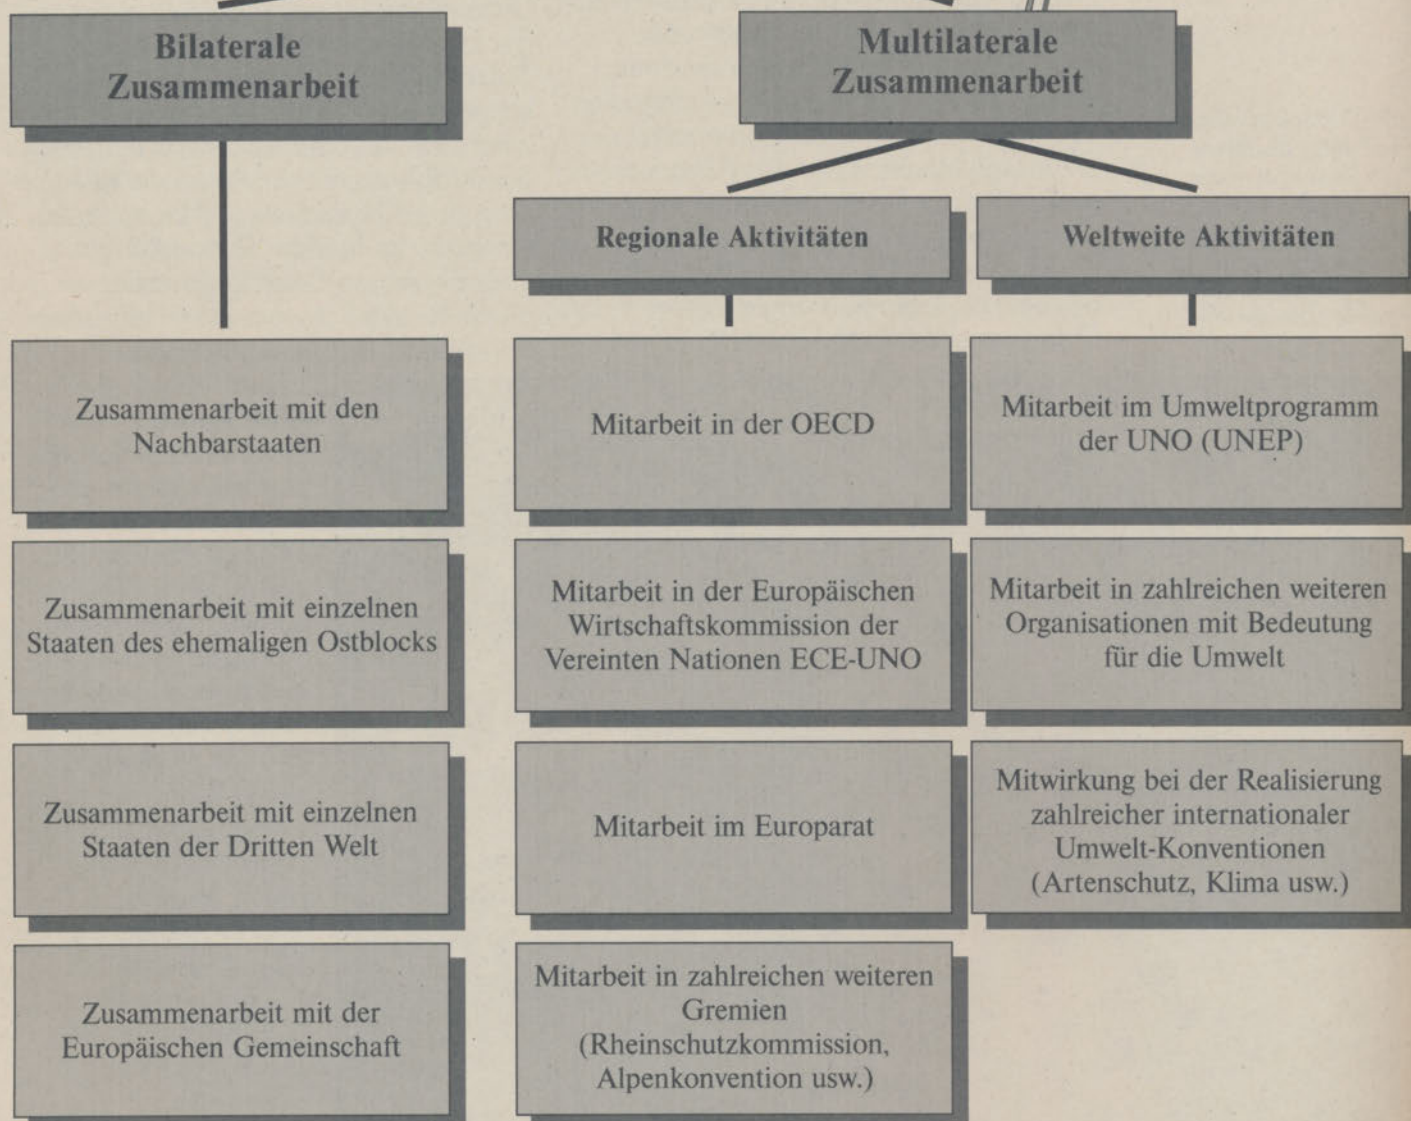 Bilaterale
Zusammenarbeit
Multilaterale
Zusammenarbeit
Regionale Aktivitäten
Weltweite Aktivitäten
Zusammenarbeit mit den
Nachbarstaaten
Mitarbeit in der OECD
Mitarbeit im Umweltprogramm
der UNO (UNEP)
Zusammenarbeit mit einzelnen
Staaten des ehemaligen Ostblocks
Mitarbeit in der Europäischen
Wirtschaftskommission der
Vereinten Nationen ECE-UNO
Mitarbeit in zahlreichen weiteren
Organisationen mit Bedeutung
für die Umwelt
Zusammenarbeit mit einzelnen
Staaten der Dritten Welt
Mitarbeit im Europarat
Mitwirkung bei der Realisierung
zahlreicher internationaler
Umwelt-Konventionen
(Artenschutz, Klima usw.)
Zusammenarbeit mit der
Europäischen Gemeinschaft
Mitarbeit in zahlreichen weiteren
Gremien
(Rheinschutzkommission,
Alpenkonvention usw.)